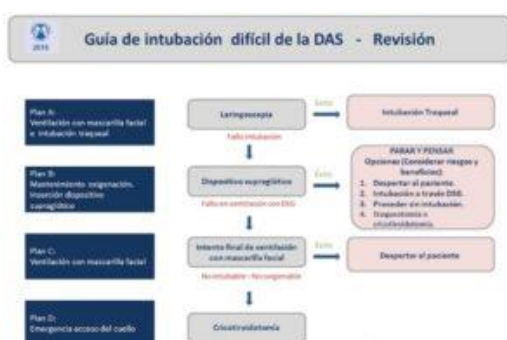 2015
Guía de intubación difícil de la DAS - Revisión
Plan A:
Ventilación con mascarilla facial
e intubación traqueal
Laringoscopia
Éxito
Intubación Traqueal
Fallo intubación
Plan B:
Mantenimiento oxigenación.
Inserción dispositivo
supraglótico
Dispositivo supraglótico
Éxito
PARAR Y PENSAR
Opciones (Considerar riesgos y
beneficios):
1. Despertar al paciente.
2. Intubación a través DSG.
3. Proceder sin intubación.
4. Traqueotomía o
cricotiroidotomía.
Fallo en ventilación con DSG
Plan C:
Ventilación con mascarilla facial
Intento final de ventilación
con mascarilla facial
Éxito
Despertar al paciente
No intubable - No oxigenable
Plan D:
Emergencia acceso del cuello
Cricotiroidotomía